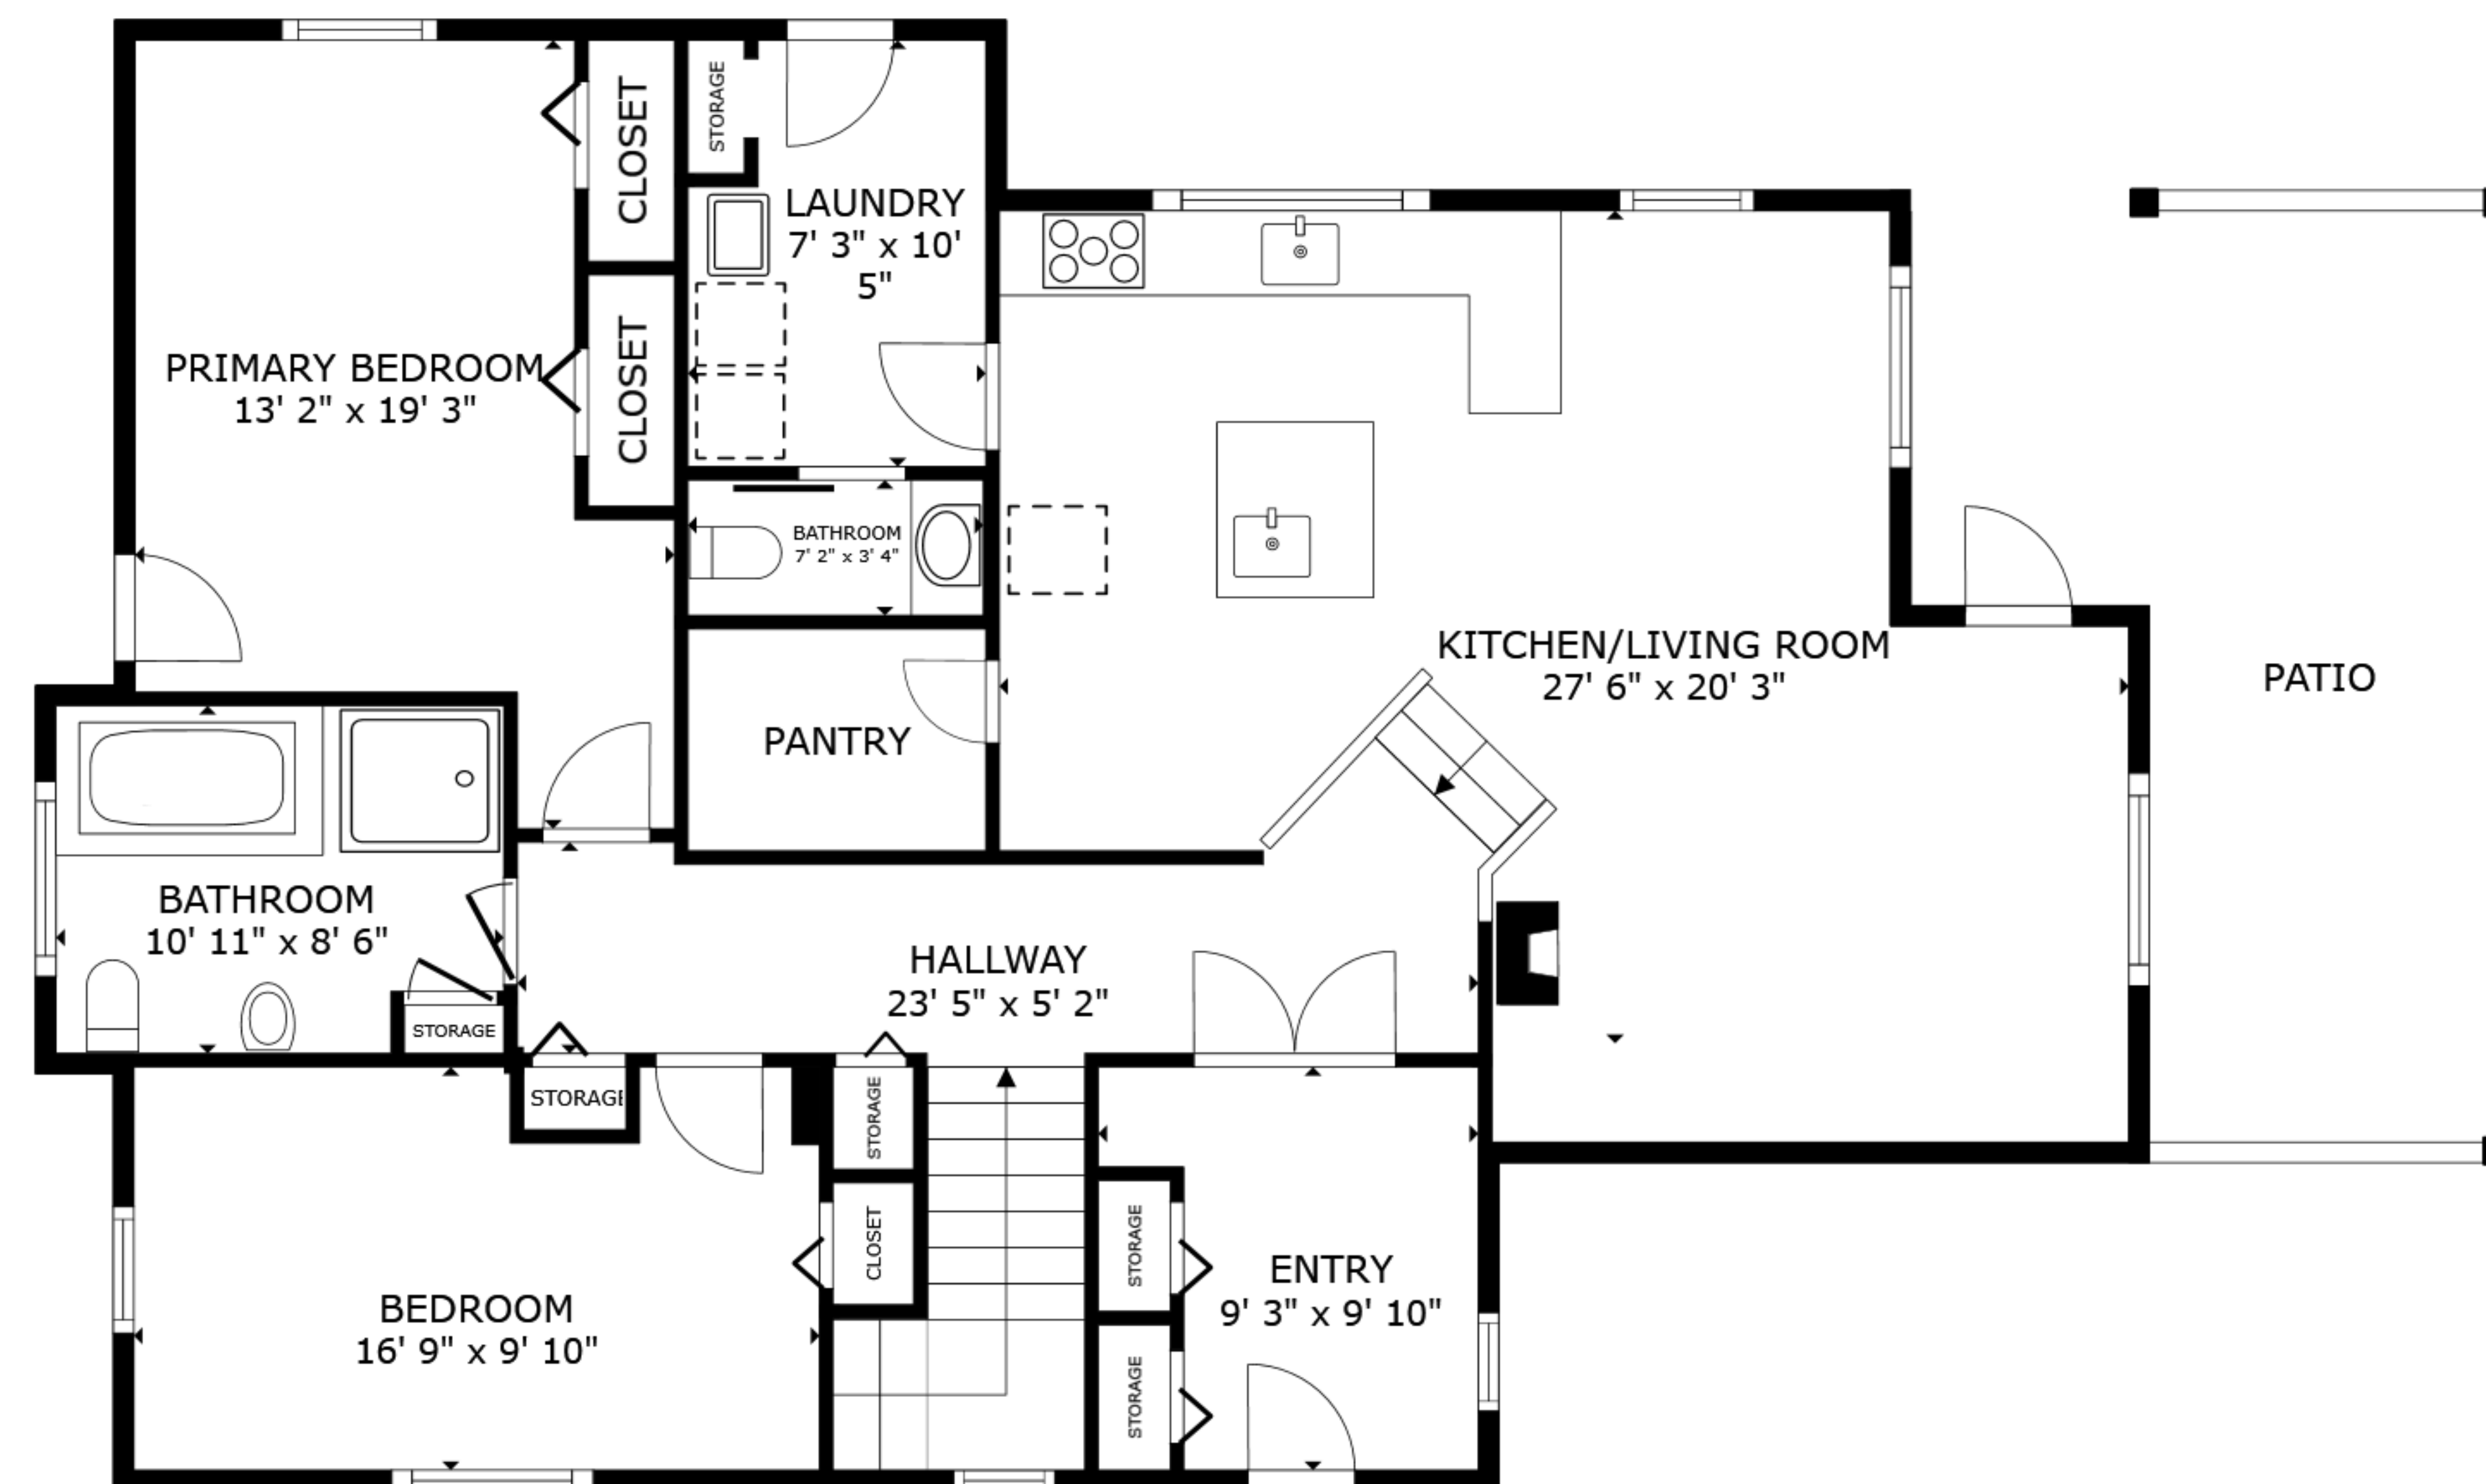 CLOSET
STORAGE
LAUNDRY
7' 3" x 10'
5"
PRIMARY BEDROOM
13' 2" x 19' 3"
CLOSET
BATHROOM
7' 2" x 3' 4"
KITCHEN/LIVING ROOM
27' 6" x 20' 3"
PATIO
PANTRY
BATHROOM
10' 11" x 8' 6"
HALLWAY
23' 5" x 5' 2"
STORAGE
STORAGE
STORAGE
CLOSET
STORAGE
ENTRY
9' 3" x 9' 10"
BEDROOM
16' 9" x 9' 10"
STORAGE